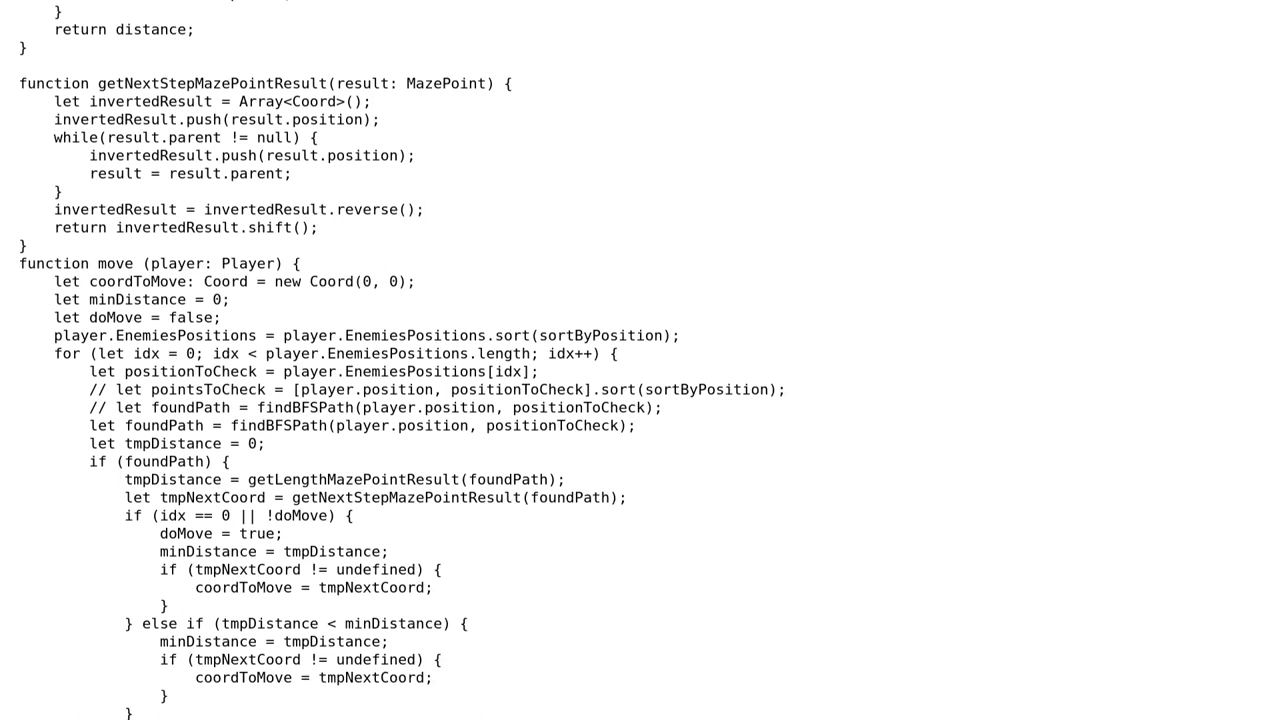 }
return distance;
}
function getNextStepMazePointResult(result: MazePoint) {
let invertedResult = Array<Coord>();
invertedResult.push(result.position);
while(result.parent != null) {
invertedResult.push(result.position);
result = result.parent;
}
invertedResult = invertedResult.reverse();
return invertedResult.shift();
}
function move (player: Player) {
let coordToMove: Coord = new Coord(0, 0);
let minDistance = 0;
let doMove = false;
player.EnemiesPositions = player.EnemiesPositions.sort(sortByPosition);
for (let idx = 0; idx < player.EnemiesPositions.length; idx++) {
let positionToCheck = player.EnemiesPositions[idx];
// let pointsToCheck = [player.position, positionToCheck].sort(sortByPosition);
// let foundPath = findBFSPath(player.position, positionToCheck);
let foundPath = findBFSPath(player.position, positionToCheck);
let tmpDistance = 0;
if (foundPath) {
tmpDistance = getLengthMazePointResult(foundPath);
let tmpNextCoord = getNextStepMazePointResult(foundPath);
if (idx == 0 || !doMove) {
doMove = true;
minDistance = tmpDistance;
if (tmpNextCoord != undefined) {
coordToMove = tmpNextCoord;
}
} else if (tmpDistance < minDistance) {
minDistance = tmpDistance;
if (tmpNextCoord != undefined) {
coordToMove = tmpNextCoord;
}
}